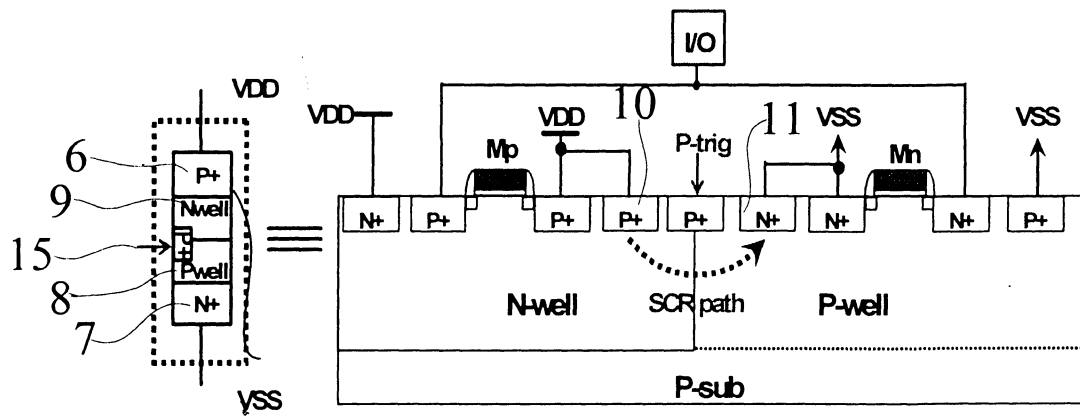 I/O
VDD
VDD
VDD
10
P-trig
11
VSS
VSS
Mp
Mn
6
P+
9
Nwell
15
P+
8
Pwell
7
N+
VSS
N+
P+
P+
P+
P+
N+
N+
N+
P+
N-well
SCR path
P-well
P-sub